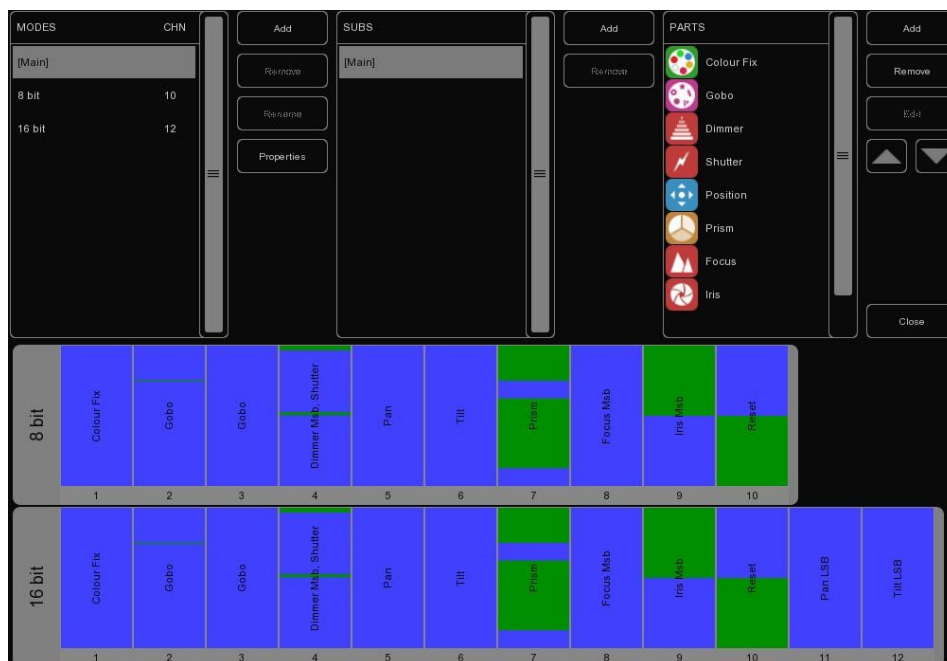 MODES CHN
[Main]
8 bit 10
16 bit 12
Add
Remove
Rename
Properties
SUBS
[Main]
Add
Remove
PARTS
Colour Fix
Gobo
Dimmer
Shutter
Position
Prism
Focus
Iris
Add
Remove
Edit
Close
8 bit
Colour Fix
Gobo
Gobo
Dimmer Msb, Shutter
Pan
Tilt
Prism
Focus Msb
Iris Msb
Reset
1 2 3 4 5 6 7 8 9 10
16 bit
Colour Fix
Gobo
Gobo
Dimmer Msb, Shutter
Pan
Tilt
Prism
Focus Msb
Iris Msb
Reset
Pan LSB
Tilt LSB
1 2 3 4 5 6 7 8 9 10 11 12